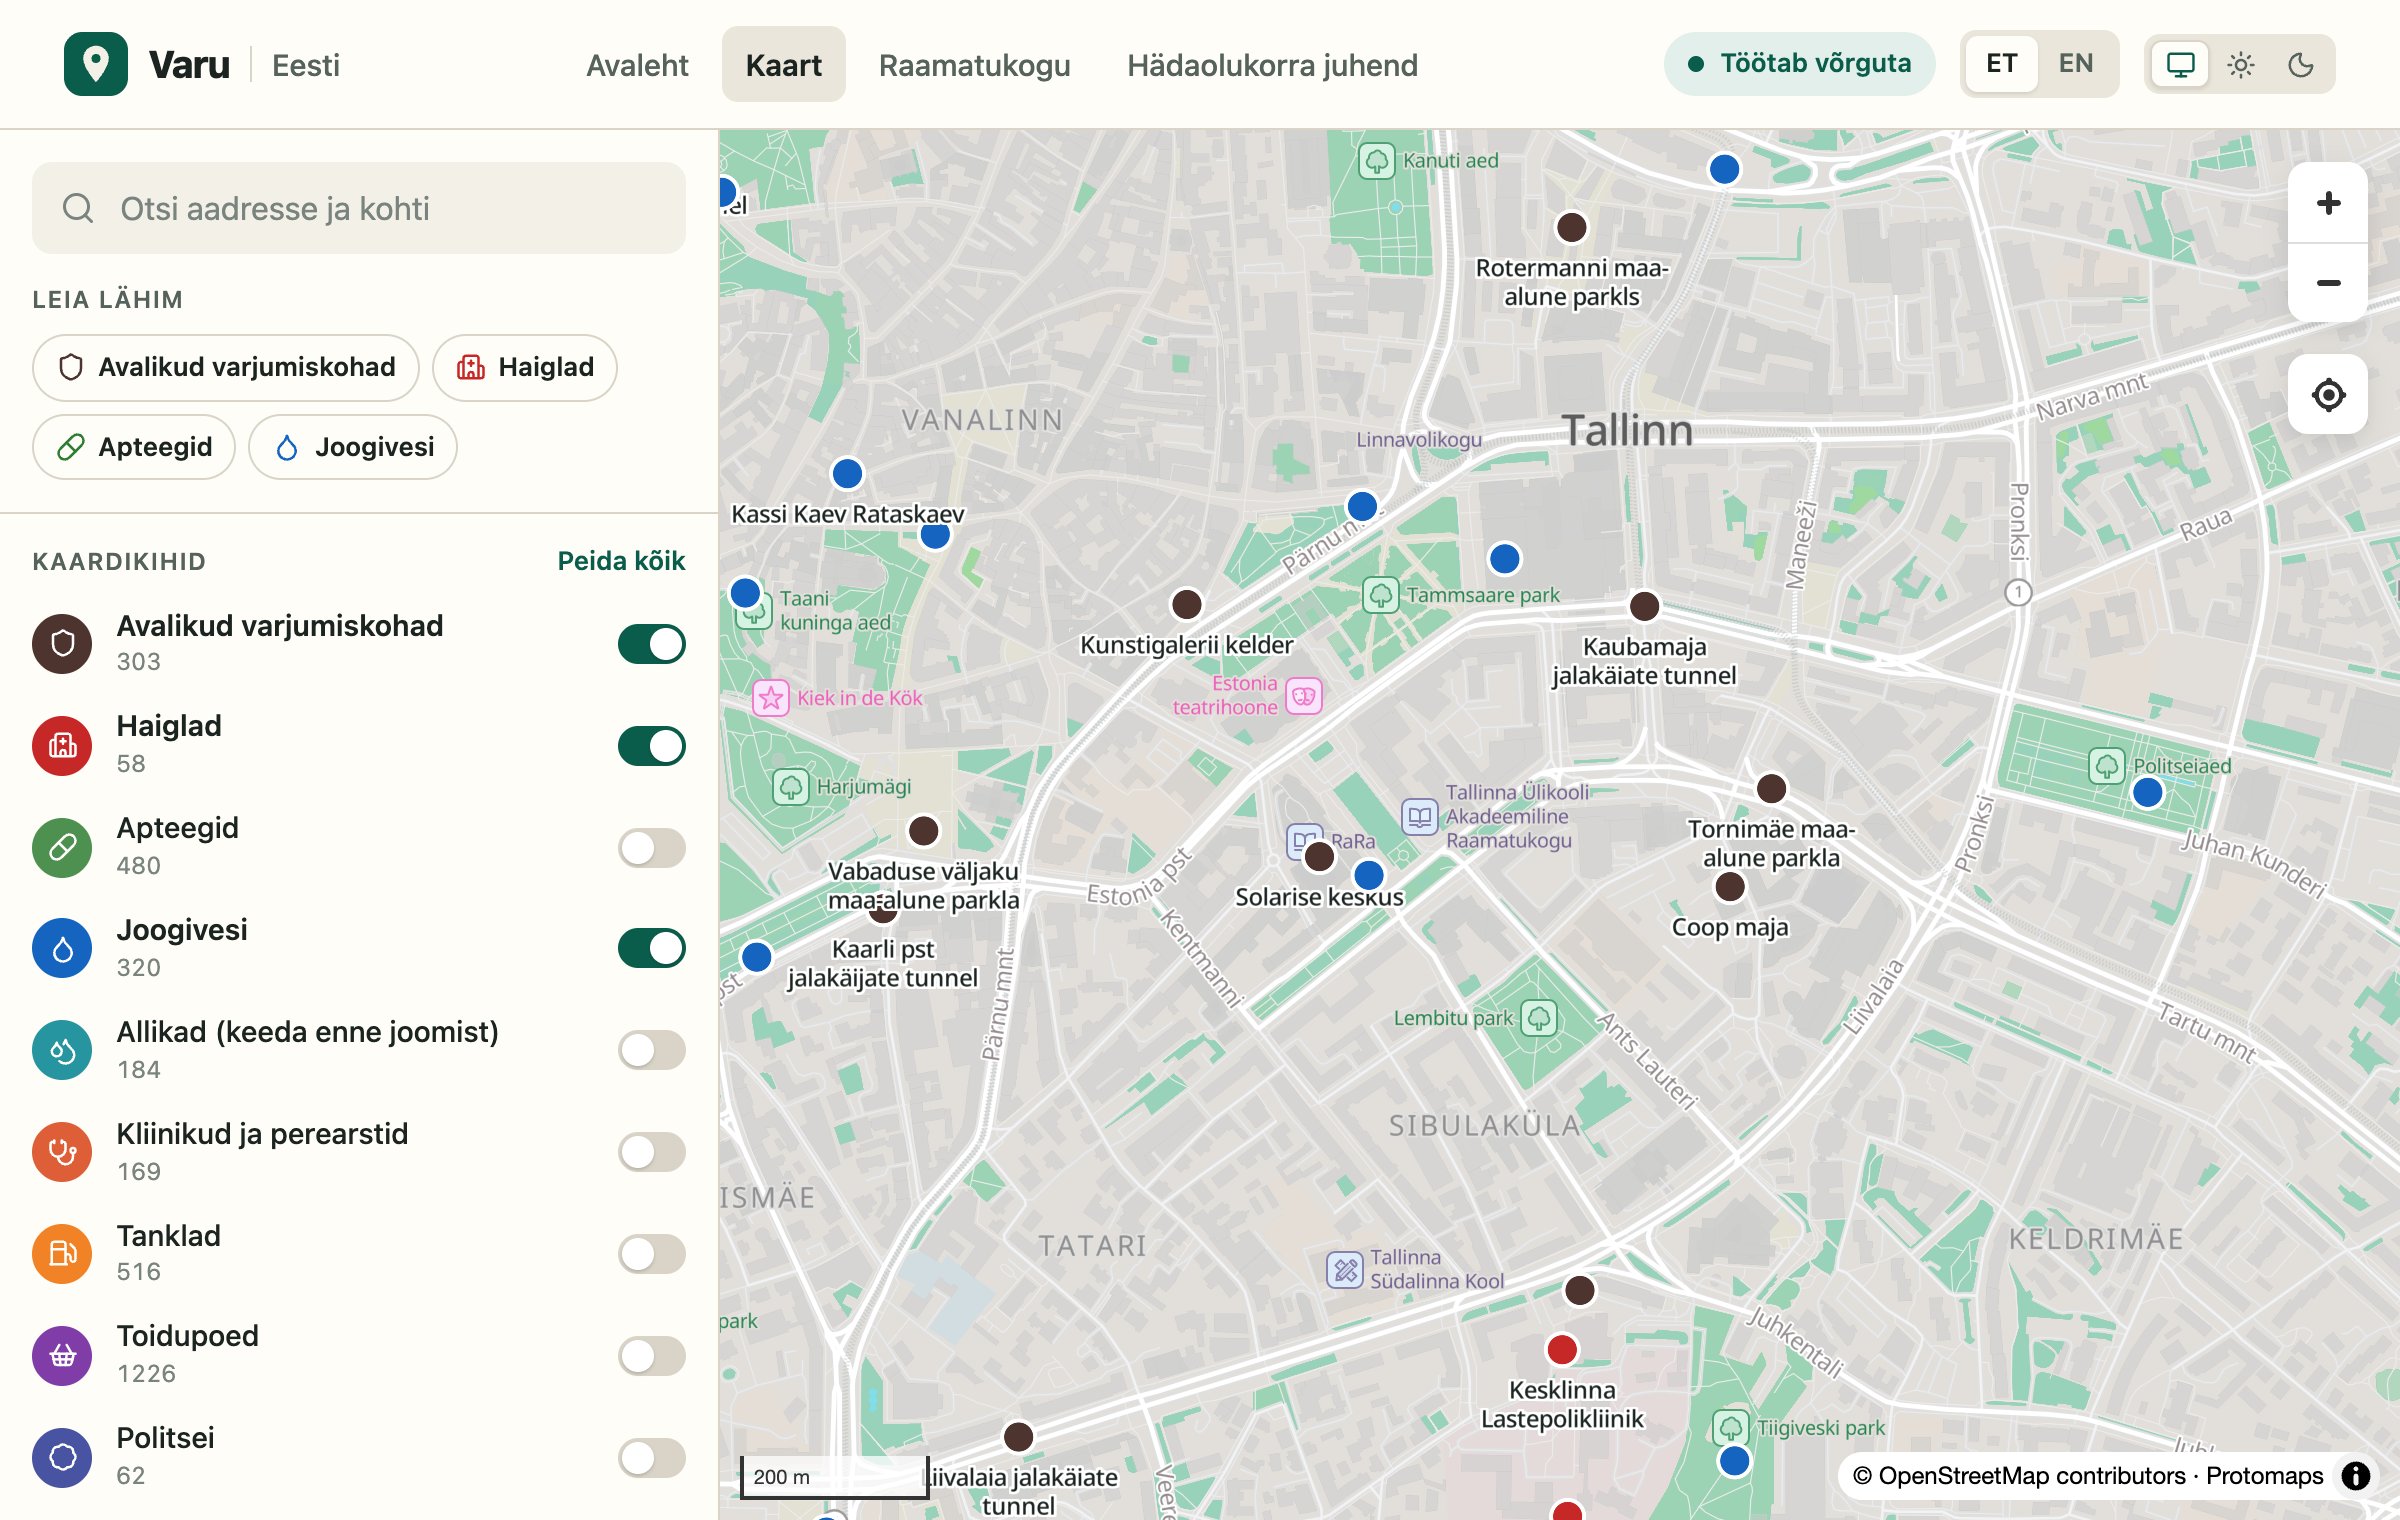 Varu
Eesti
Avaleht
Kaart
Raamatukogu
Hädaolukorra juhend
Töötab võrguta
ET
EN
Otsi aadresse ja kohti
LEIA LÄHIM
Avalikud varjumiskohad
Haiglad
Apteegid
Joogivesi
KAARDIKIHID
Peida kõik
Avalikud varjumiskohad
303
Haiglad
58
Apteegid
480
Joogivesi
320
Allikad (keeda enne joomist)
184
Kliinikud ja perearstid
169
Tanklad
516
Toidupoed
1226
Politsei
62
Kanuti aed
el
Rotermanni maa-
alune parkls
Narva mnt
VANALINN
Linnavolikogu
Tallinn
Kassi Kaev Rataskaev
Pärnu
Maneeži
Pronksi
Raua
1
Taani
kuninga aed
Tammsaare park
Kunstigalerii kelder
Kaubamaja
jalakäiate tunnel
Kiek in de Kök
Estonia
teatrihoone
Harjumägi
Tallinna Ülikooli
Akadeemiline
Raamatukogu
Politseiaed
RaRa
Tornimäe maa-
alune parkla
Pronksi
Juhan Kunderi
Vabaduse väljaku
maa-alune parkla
Estonia pst
Solarise keskus
Coop maja
Kaarli pst
jalakäijate tunnel
pst
Kentmanni
Pärnu mnt
Liivalaia
Lembitu park
Ants Lauteri
Tartu mnt
SIBULAKÜLA
ISMÄE
TATARI
KELDRIMÄE
Tallinna
Südalinna Kool
park
Juhkentali
Kesklinna
Lastepolikliinik
Tiigiveski park
200 m
Liivalaia jalakäiate
tunnel
© OpenStreetMap contributors · Protomaps